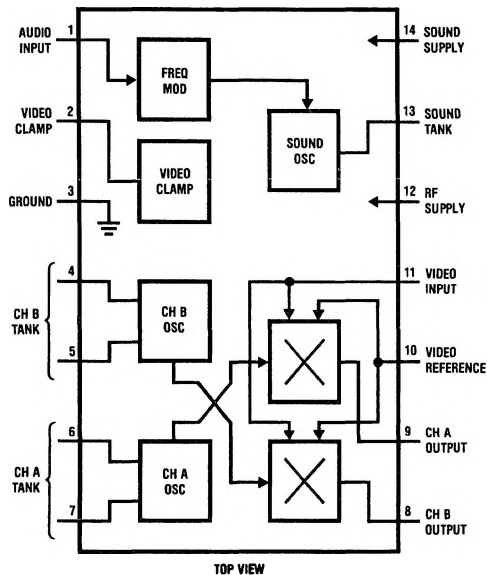 1
AUDIO
INPUT
FREQ
MOD
14
SOUND
SUPPLY
2
VIDEO
CLAMP
VIDEO
CLAMP
SOUND
OSC
13
SOUND
TANK
3
GROUND
12
RF
SUPPLY
4
CH B
TANK
5
CH B
OSC
11
VIDEO
INPUT
10
VIDEO
REFERENCE
6
CH A
TANK
7
CH A
OSC
9
CH A
OUTPUT
8
CH B
OUTPUT
TOP VIEW